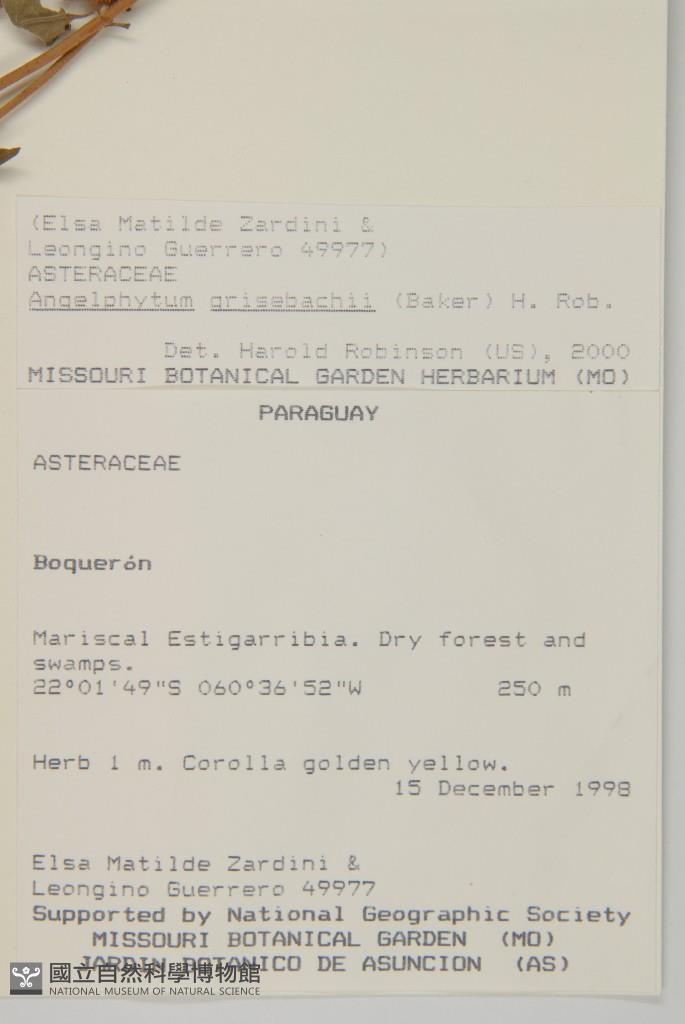 (Elsa Matilde Zardini &
Leongino Guerrero 49977)
ASTERACEAE
Angelphytum grisebachii (Baker) H. Rob.
Det. Harold Robinson (US), 2000
MISSOURI BOTANICAL GARDEN HERBARIUM (MO)
PARAGUAY
ASTERACEAE
Boquerón
Mariscal Estigarribia. Dry forest and
swamps.
22°01'49"S 060°36'52"W 250 m
Herb 1 m. Corolla golden yellow.
15 December 1998
Elsa Matilde Zardini &
Leongino Guerrero 49977
Supported by National Geographic Society
MISSOURI BOTANICAL GARDEN (MO)
JARDIN BOTANICO DE ASUNCION (AS)
國立自然科學博物館
NATIONAL MUSEUM OF NATURAL SCIENCE